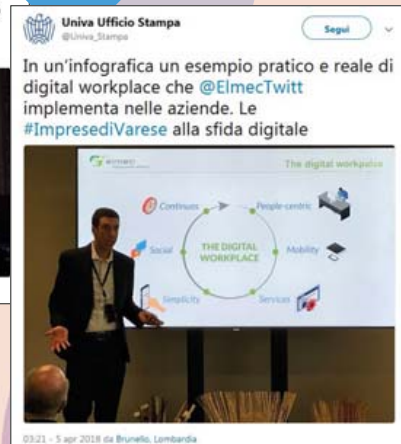 Univa Ufficio Stampa
@Univa_Stampa
Segui
In un'infografica un esempio pratico e reale di
digital workplace che @ElmecTwitt
implementa nelle aziende. Le
#ImpresediVarese alla sfida digitale
elmec
The digital workplace
Continuos
People-centric
Social
THE DIGITAL
WORKPLACE
Mobility
Simplicity
Services
03:21 - 5 apr 2018 da Brunello, Lombardia